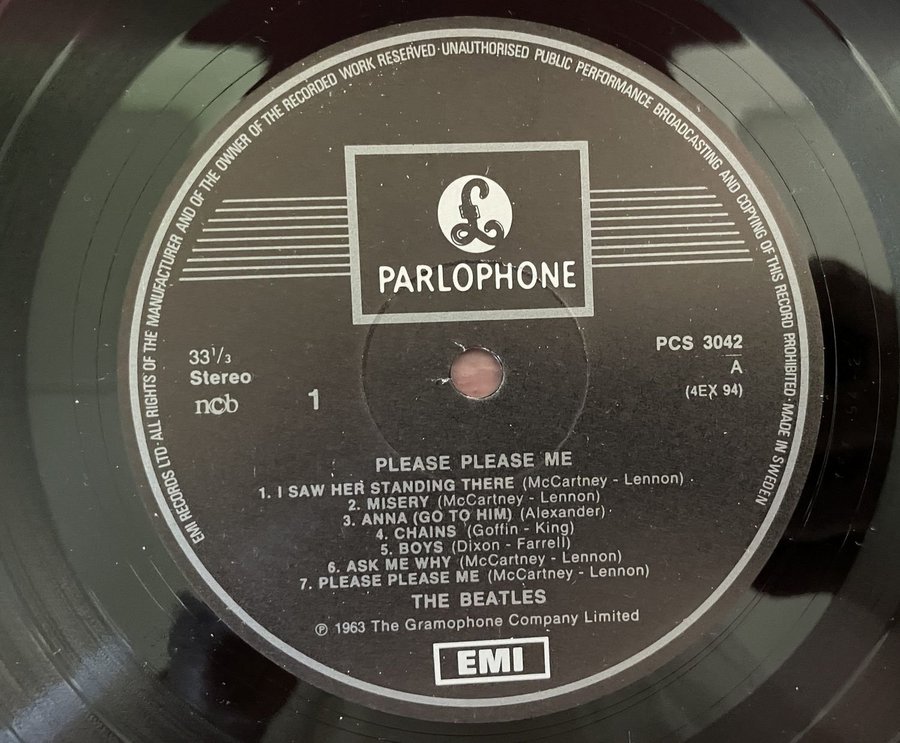 EMI RECORDS LTD · ALL RIGHTS OF THE MANUFACTURER AND OF THE OWNER OF THE RECORDED WORK RESERVED · UNAUTHORISED PUBLIC PERFORMANCE BROADCASTING AND COPYING OF THIS RECORD PROHIBITED · MADE IN SWEDEN
£
PARLOPHONE
33 1/3
Stereo
ncb
1
PCS 3042
A
(4EX 94)
PLEASE PLEASE ME
1. I SAW HER STANDING THERE (McCartney - Lennon)
2. MISERY (McCartney - Lennon)
3. ANNA (GO TO HIM) (Alexander)
4. CHAINS (Goffin - King)
5. BOYS (Dixon - Farrell)
6. ASK ME WHY (McCartney - Lennon)
7. PLEASE PLEASE ME (McCartney - Lennon)
THE BEATLES
℗ 1963 The Gramophone Company Limited
EMI